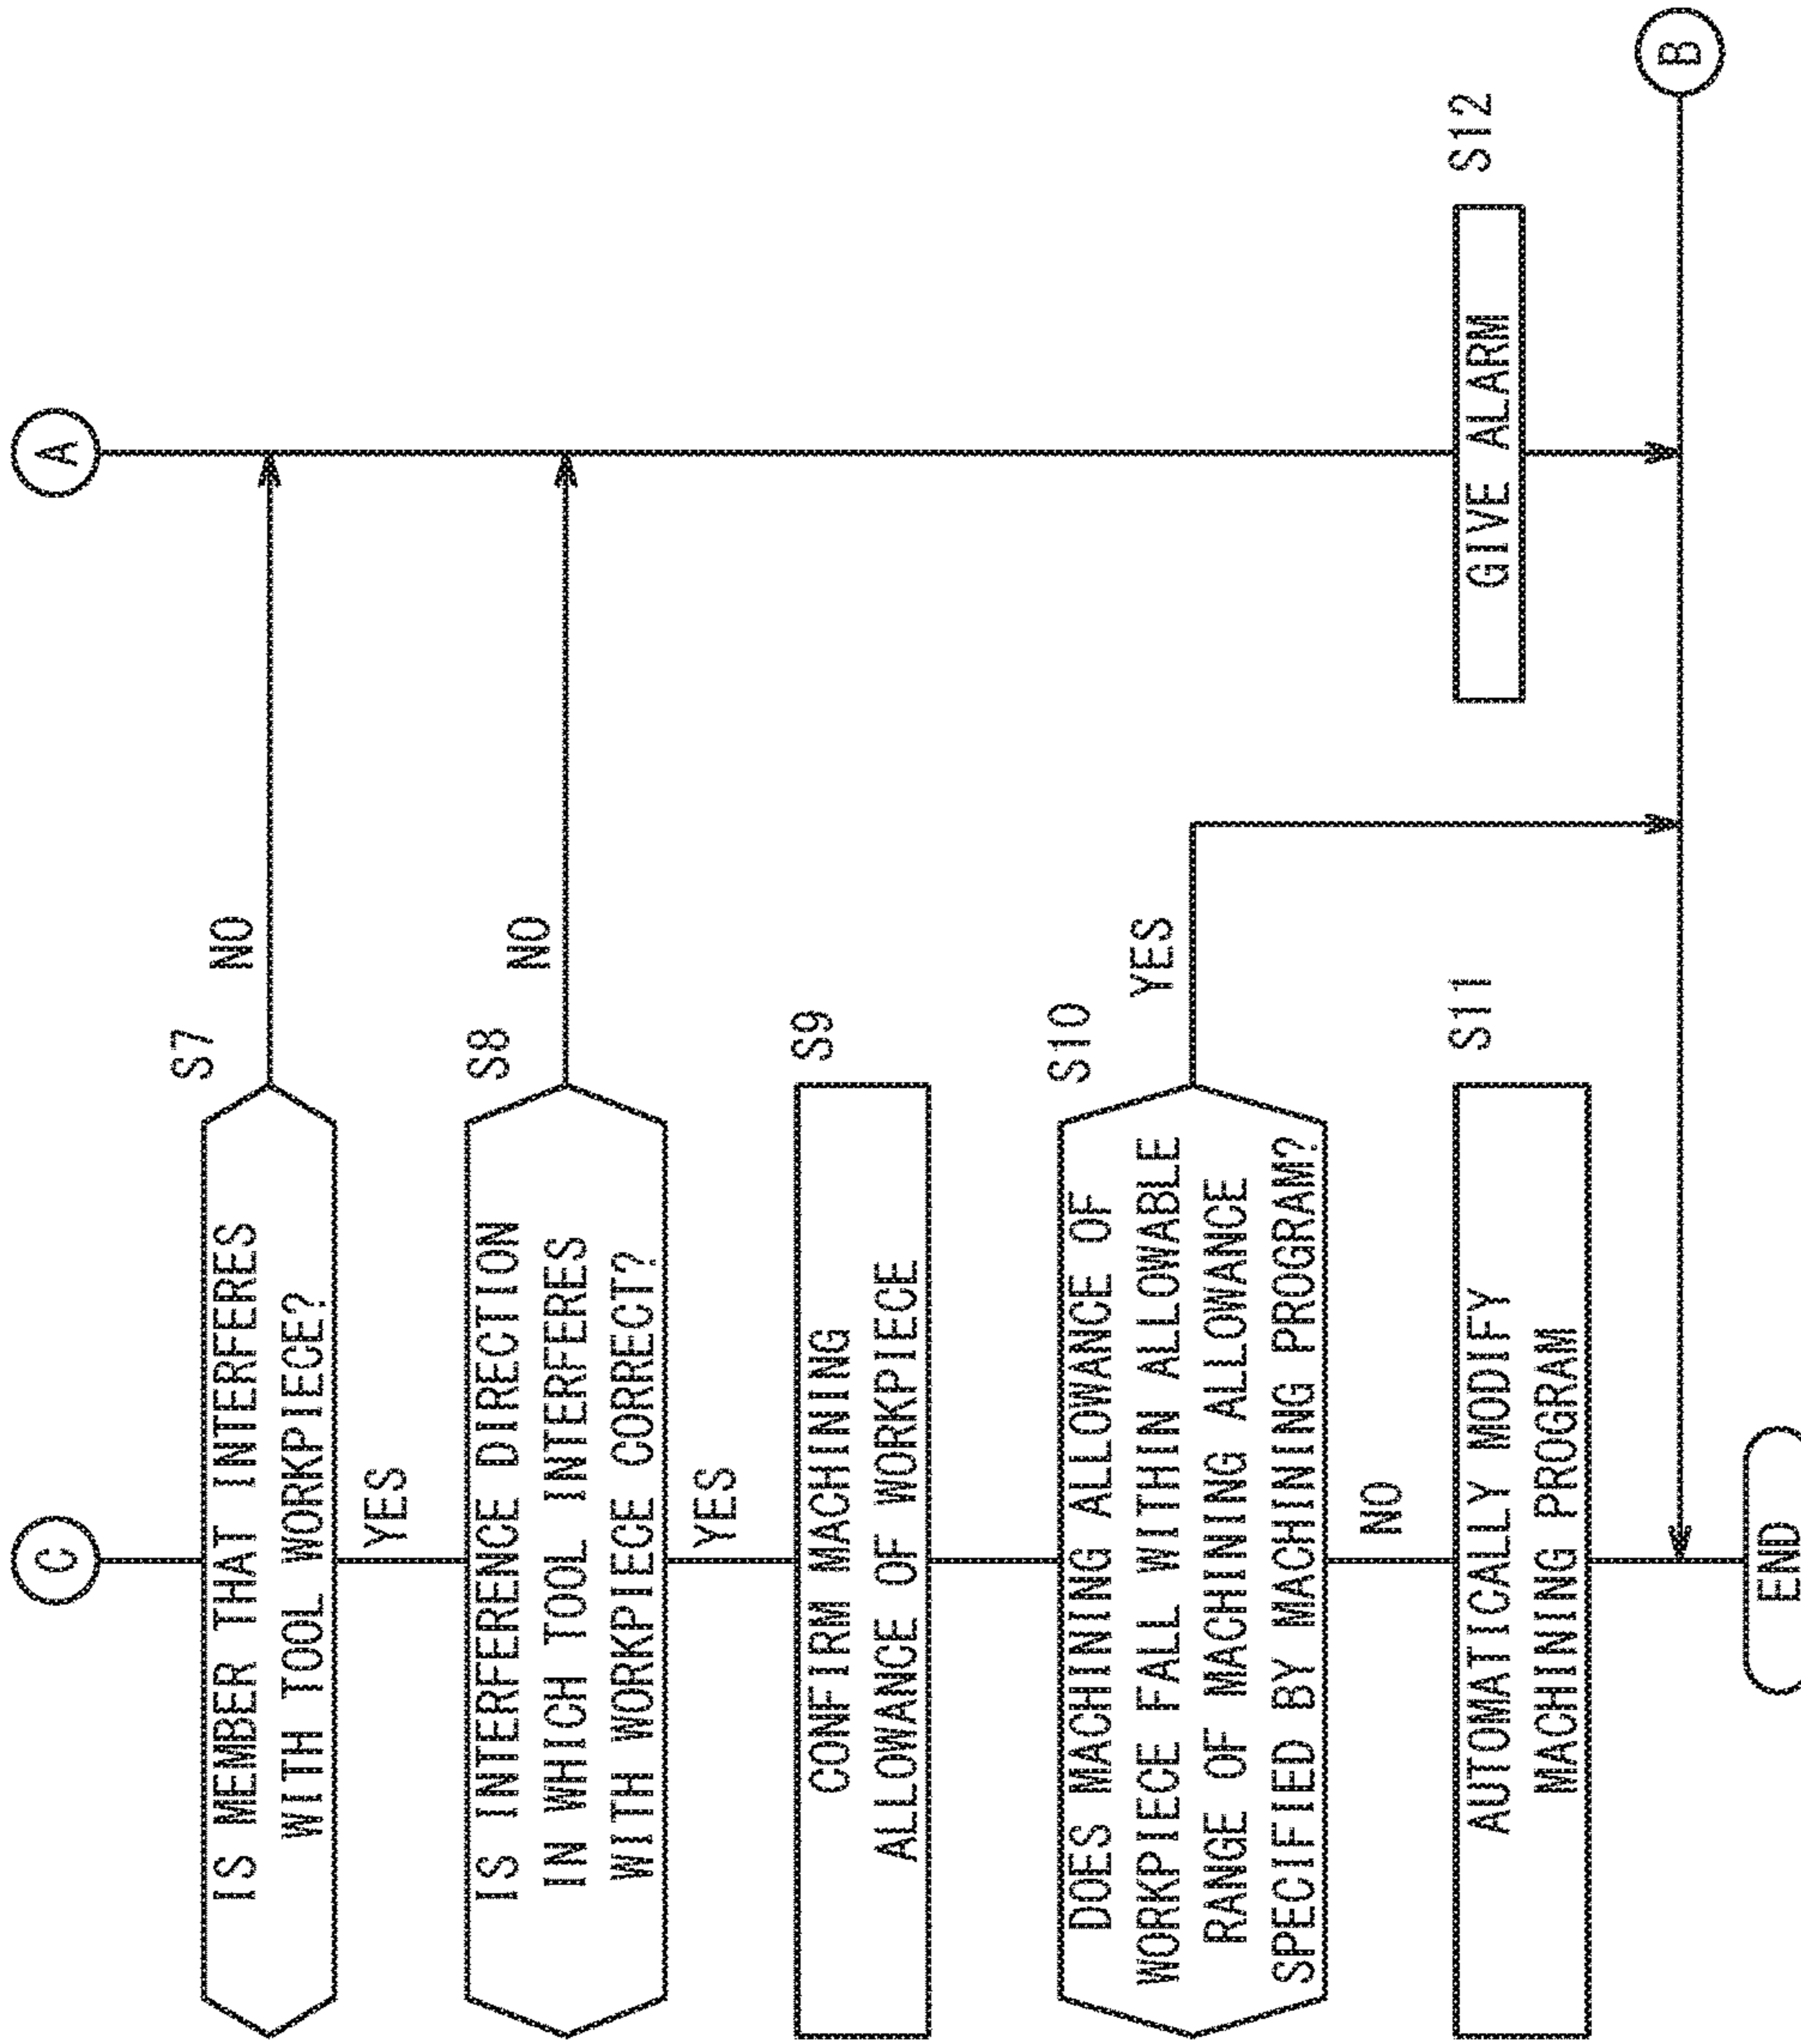 C
A
S7
IS MEMBER THAT INTERFERES
WITH TOOL WORKPIECE?
NO
YES
S8
IS INTERFERENCE DIRECTION
IN WHICH TOOL INTERFERES
WITH WORKPIECE CORRECT?
NO
YES
S9
CONFIRM MACHINING
ALLOWANCE OF WORKPIECE
S10
DOES MACHINING ALLOWANCE OF
WORKPIECE FALL WITHIN ALLOWABLE
RANGE OF MACHINING ALLOWANCE
SPECIFIED BY MACHINING PROGRAM?
YES
NO
S11
AUTOMATICALLY MODIFY
MACHINING PROGRAM
S12
GIVE ALARM
B
END